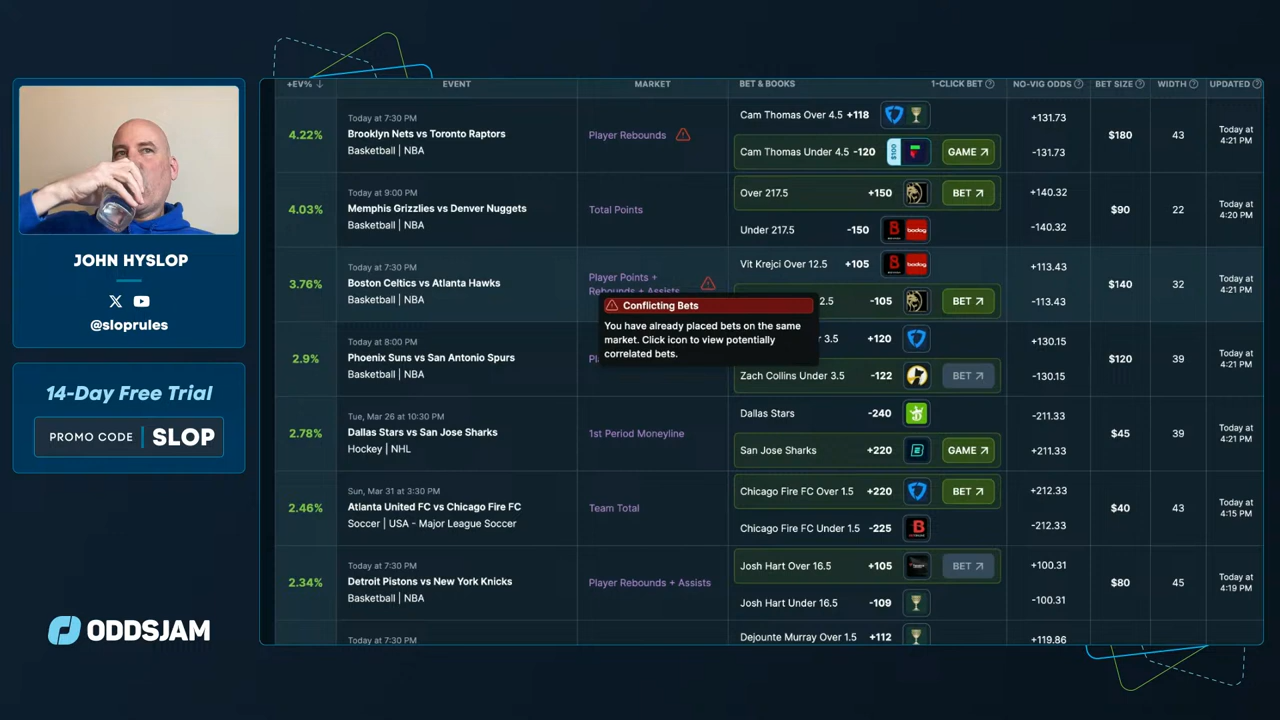 JOHN HYSLOP
@sloprules
14-Day Free Trial
PROMO CODE SLOP
ODDSJAM
+EV% EVENT MARKET BET & BOOKS 1-CLICK BET NO-VIG ODDS BET SIZE WIDTH UPDATED
4.22%
Today at 7:30 PM
Brooklyn Nets vs Toronto Raptors
Basketball | NBA
Player Rebounds
Cam Thomas Over 4.5 +118
Cam Thomas Under 4.5 -120 $100 GAME
+131.73
-131.73
$180
43
Today at
4:21 PM
4.03%
Today at 9:00 PM
Memphis Grizzlies vs Denver Nuggets
Basketball | NBA
Total Points
Over 217.5 +150 BET
Under 217.5 -150 bodog
+140.32
-140.32
$90
22
Today at
4:20 PM
3.76%
Today at 7:30 PM
Boston Celtics vs Atlanta Hawks
Basketball | NBA
Player Points +
Rebounds + Assists
Vit Krejci Over 12.5 +105 bodog
2.5 -105 BET
+113.43
-113.43
$140
32
Today at
4:21 PM
Conflicting Bets
You have already placed bets on the same
market. Click icon to view potentially
correlated bets.
2.9%
Today at 8:00 PM
Phoenix Suns vs San Antonio Spurs
Basketball | NBA
3.5 +120
Zach Collins Under 3.5 -122 BET
+130.15
-130.15
$120
39
Today at
4:21 PM
2.78%
Tue, Mar 26 at 10:30 PM
Dallas Stars vs San Jose Sharks
Hockey | NHL
1st Period Moneyline
Dallas Stars -240
San Jose Sharks +220 GAME
-211.33
+211.33
$45
39
Today at
4:21 PM
2.46%
Sun, Mar 31 at 3:30 PM
Atlanta United FC vs Chicago Fire FC
Soccer | USA - Major League Soccer
Team Total
Chicago Fire FC Over 1.5 +220 BET
Chicago Fire FC Under 1.5 -225
+212.33
-212.33
$40
43
Today at
4:15 PM
2.34%
Today at 7:30 PM
Detroit Pistons vs New York Knicks
Basketball | NBA
Player Rebounds + Assists
Josh Hart Over 16.5 +105 BET
Josh Hart Under 16.5 -109
+100.31
-100.31
$80
45
Today at
4:19 PM
Today at 7:30 PM
Dejounte Murray Over 1.5 +112
+119.86